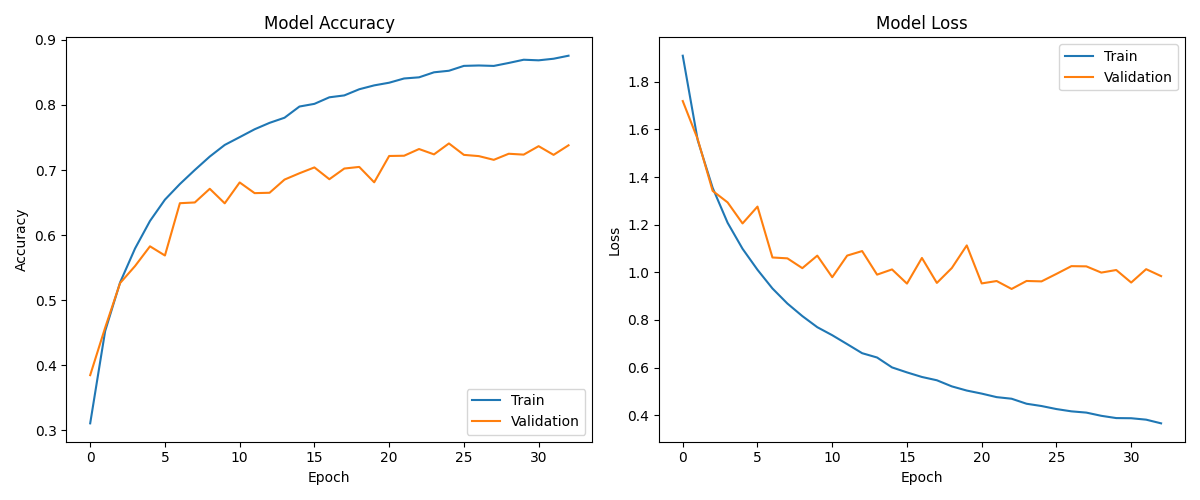 Model Accuracy
0.9
0.8
0.7
0.6
0.5
0.4
0.3
Accuracy
0 5 10 15 20 25 30
Epoch
Train
Validation
Model Loss
1.8
1.6
1.4
1.2
1.0
0.8
0.6
0.4
Loss
0 5 10 15 20 25 30
Epoch
Train
Validation